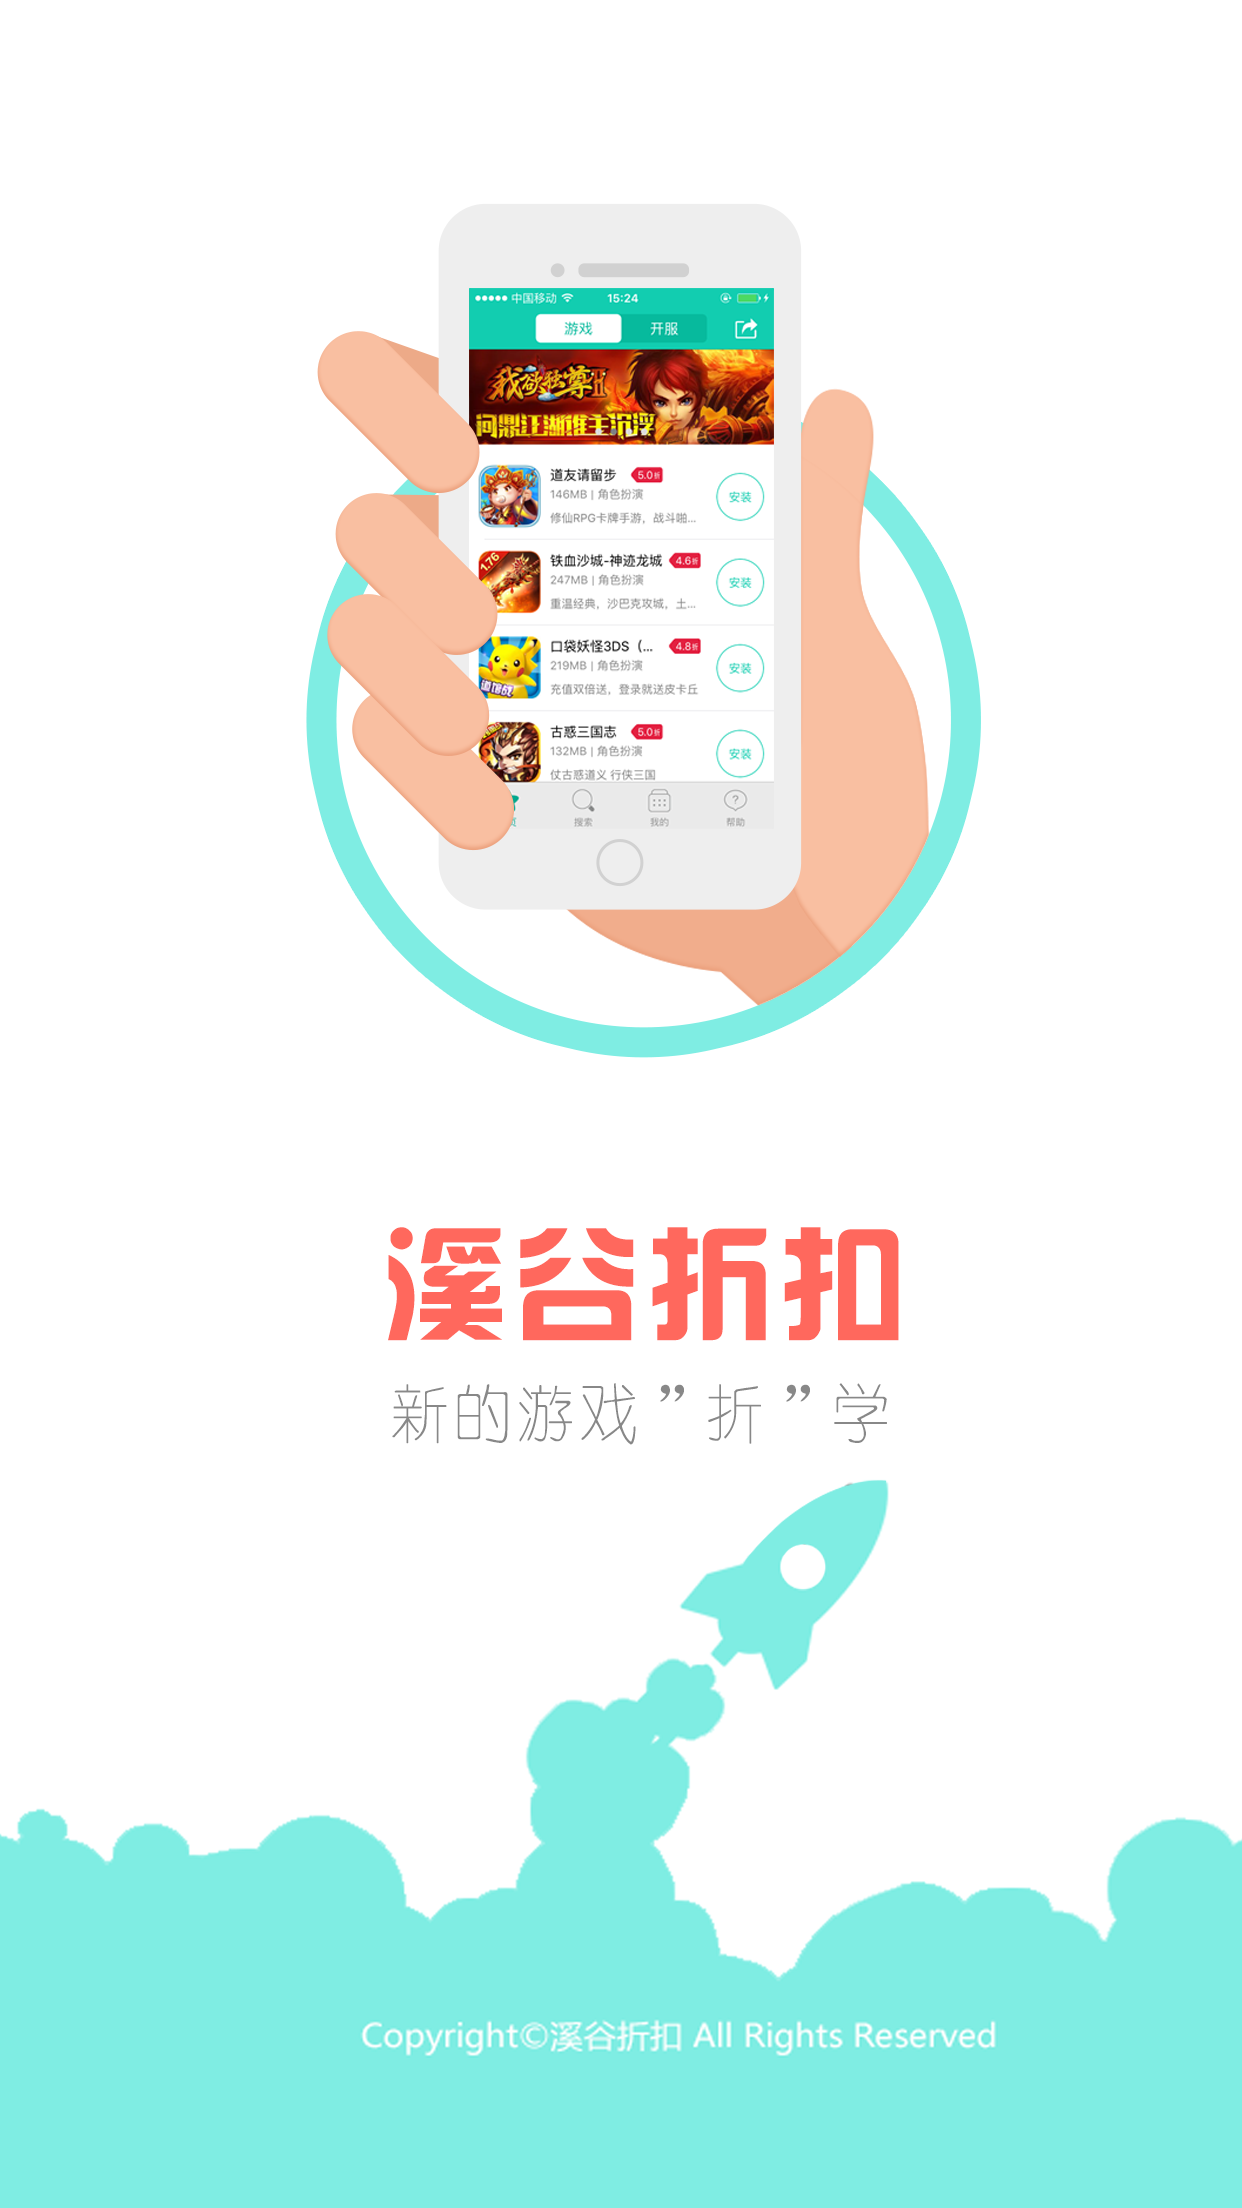 中国移动 15:24
游戏 开服
我欲独尊II
问鼎江湖谁主沉浮
道友请留步 5.0折
146MB | 角色扮演
修仙RPG卡牌手游，战斗啪...
安装
1.76
铁血沙城-神迹龙城 4.6折
247MB | 角色扮演
重温经典，沙巴克攻城，土...
安装
道馆战
口袋妖怪3DS（... 4.8折
219MB | 角色扮演
充值双倍送，登录就送皮卡丘
安装
古惑三国志 5.0折
132MB | 角色扮演
仗古惑道义 行侠三国
安装
页 搜索 我的 帮助
溪谷折扣
新的游戏”折”学
Copyright©溪谷折扣 All Rights Reserved